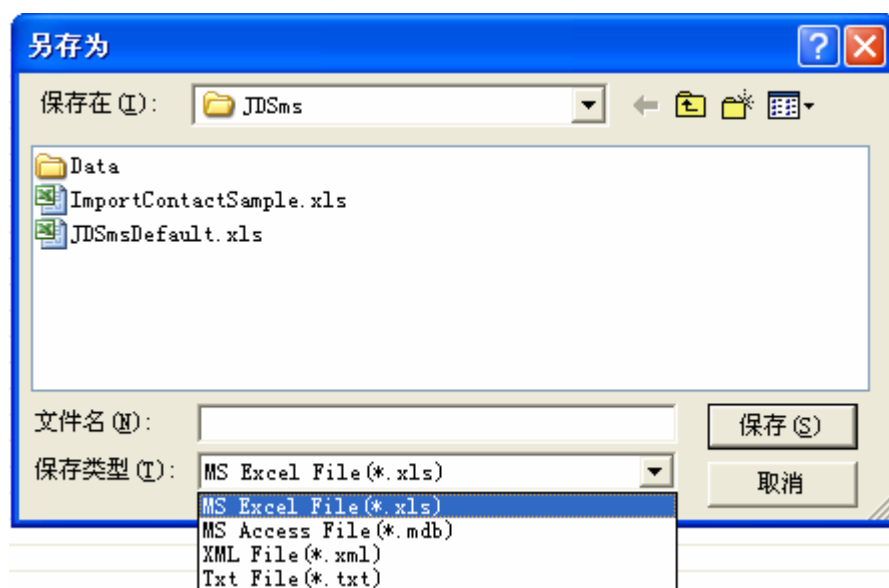 另存为
保存在(I):
JDSms
Data
ImportContactSample.xls
JDSmsDefault.xls
文件名(N):
保存(S)
保存类型(T):
MS Excel File(*.xls)
取消
MS Excel File(*.xls)
MS Access File(*.mdb)
XML File(*.xml)
Txt File(*.txt)